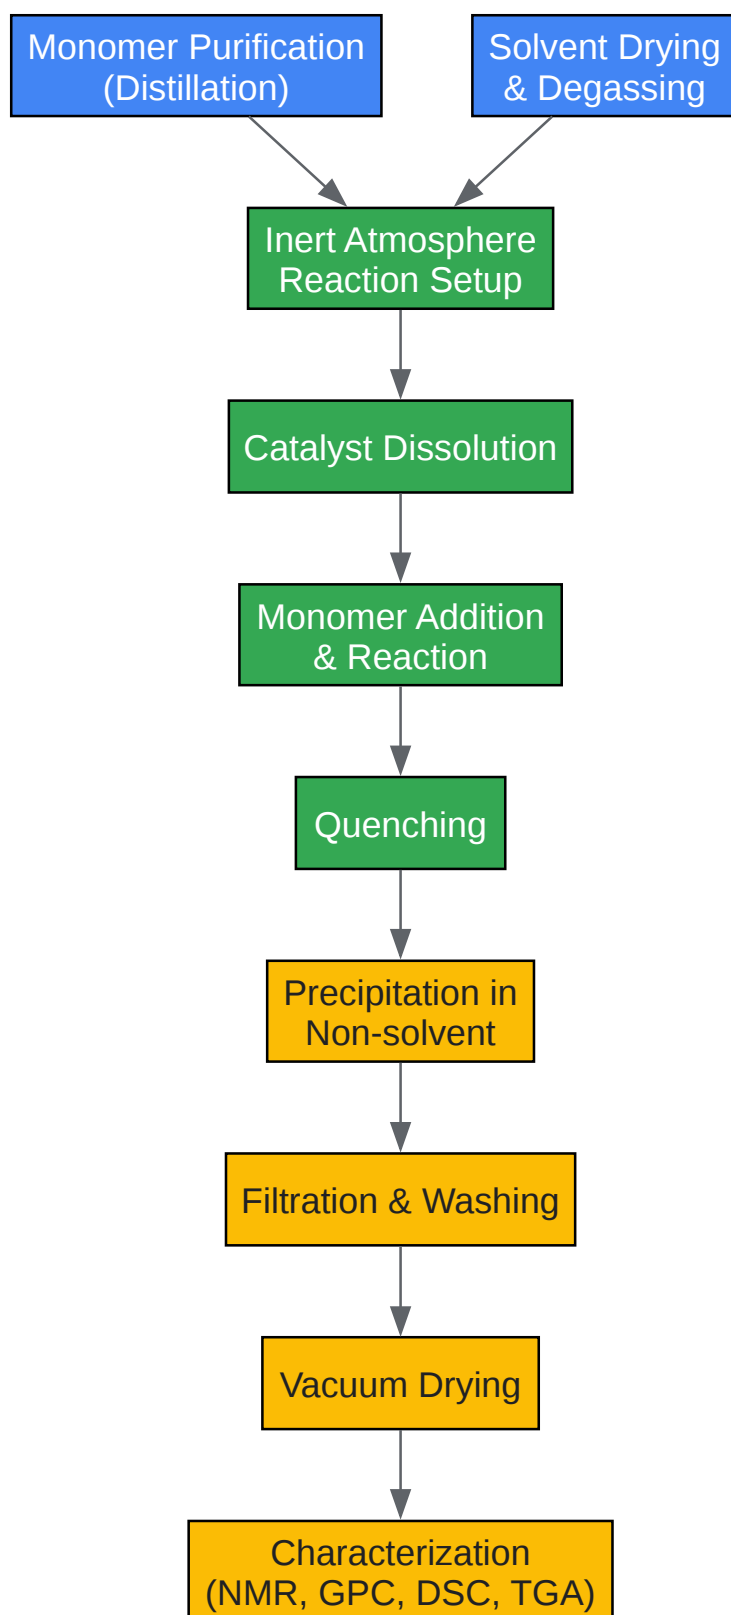 Monomer Purification
(Distillation)
Solvent Drying
& Degassing
Inert Atmosphere
Reaction Setup
Catalyst Dissolution
Monomer Addition
& Reaction
Quenching
Precipitation in
Non-solvent
Filtration & Washing
Vacuum Drying
Characterization
(NMR, GPC, DSC, TGA)